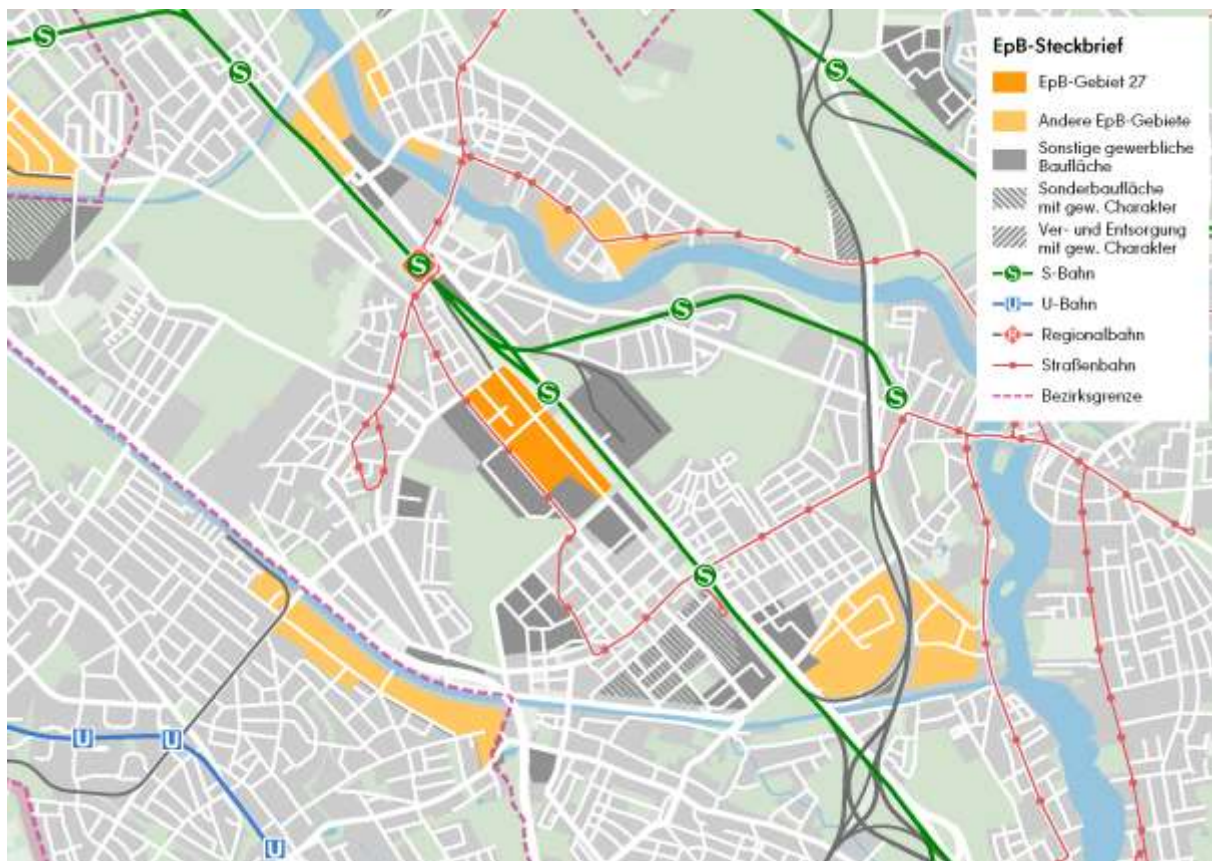 EpB-Steckbrief
EpB-Gebiet 27
Andere EpB-Gebiete
Sonstige gewerbliche
Baufläche
Sonderbaufläche
mit gew. Charakter
Ver- und Entsorgung
mit gew. Charakter
S
S-Bahn
U
U-Bahn
R
Regionalbahn
Straßenbahn
Bezirksgrenze
S
S
S
S
S
S
S
S
U
U
U